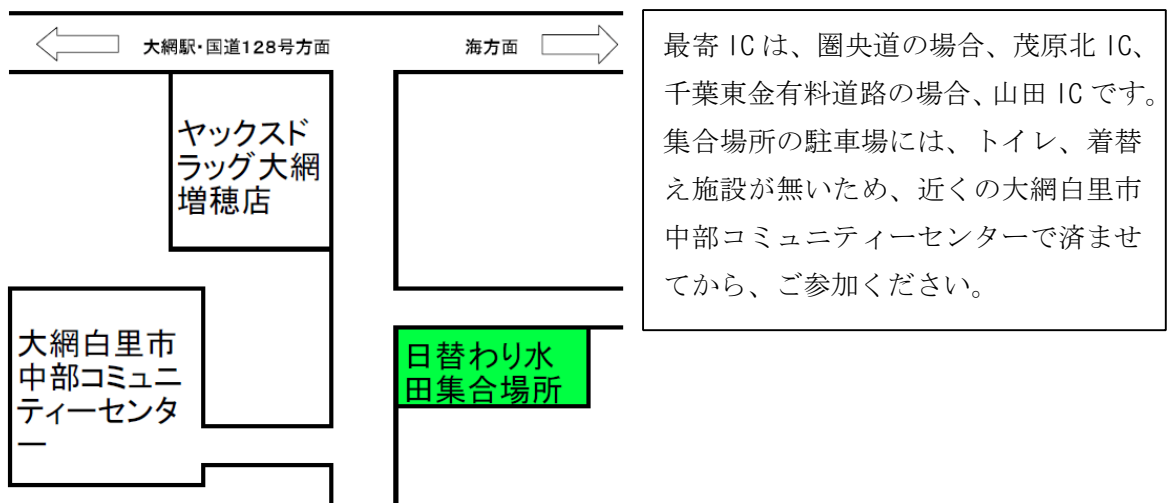 大網駅・国道128号方面
海方面
ヤックスド
ラッグ大網
増穂店
大網白里市
中部コミュニ
ティーセンタ
ー
日替わり水
田集合場所
最寄ICは、圏央道の場合、茂原北IC、
千葉東金有料道路の場合、山田ICです。
集合場所の駐車場には、トイレ、着替
え施設が無いため、近くの大網白里市
中部コミュニティーセンターで済ませ
てから、ご参加ください。